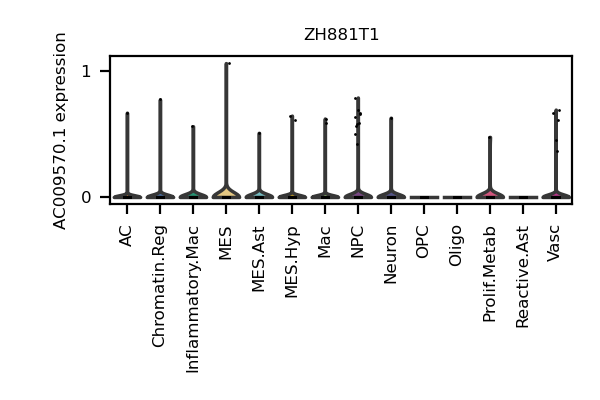 ZH881T1
AC009570.1 expression
1
0
AC
Chromatin.Reg
Inflammatory.Mac
MES
MES.Ast
MES.Hyp
Mac
NPC
Neuron
OPC
Oligo
Prolif.Metab
Reactive.Ast
Vasc